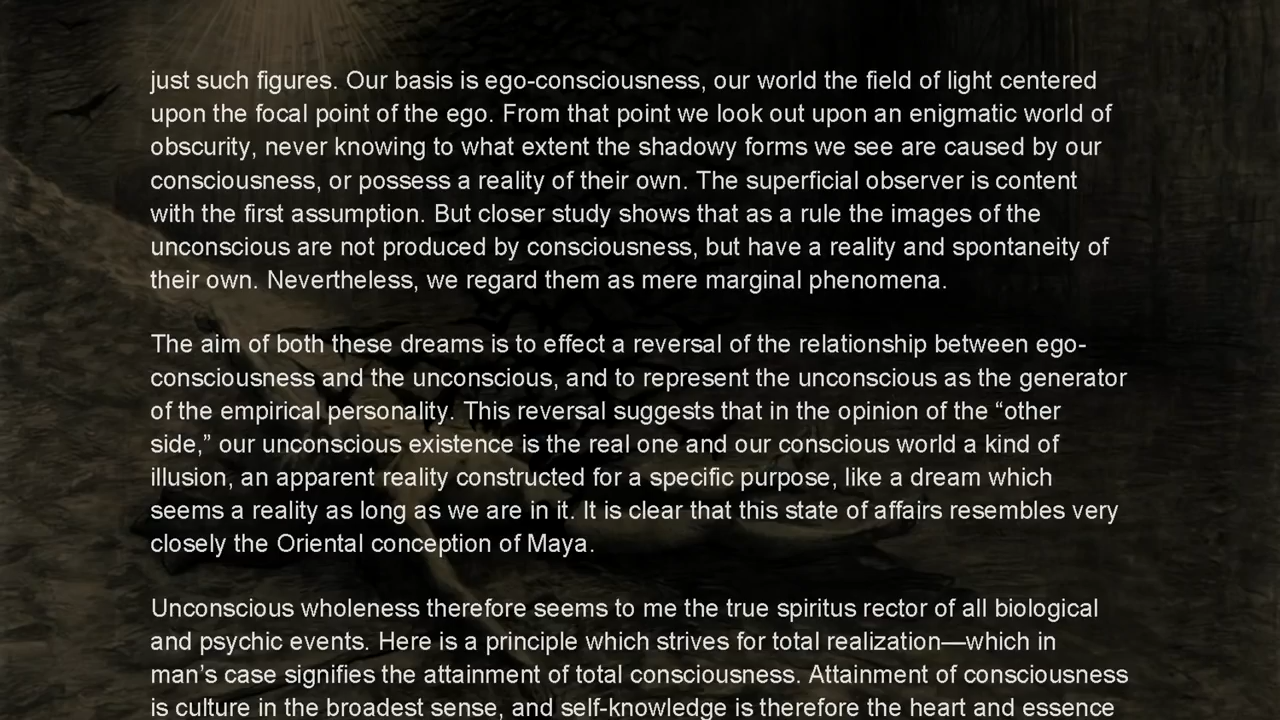 just such figures. Our basis is ego-consciousness, our world the field of light centered
upon the focal point of the ego. From that point we look out upon an enigmatic world of
obscurity, never knowing to what extent the shadowy forms we see are caused by our
consciousness, or possess a reality of their own. The superficial observer is content
with the first assumption. But closer study shows that as a rule the images of the
unconscious are not produced by consciousness, but have a reality and spontaneity of
their own. Nevertheless, we regard them as mere marginal phenomena.
The aim of both these dreams is to effect a reversal of the relationship between ego-
consciousness and the unconscious, and to represent the unconscious as the generator
of the empirical personality. This reversal suggests that in the opinion of the “other
side,” our unconscious existence is the real one and our conscious world a kind of
illusion, an apparent reality constructed for a specific purpose, like a dream which
seems a reality as long as we are in it. It is clear that this state of affairs resembles very
closely the Oriental conception of Maya.
Unconscious wholeness therefore seems to me the true spiritus rector of all biological
and psychic events. Here is a principle which strives for total realization—which in
man’s case signifies the attainment of total consciousness. Attainment of consciousness
is culture in the broadest sense, and self-knowledge is therefore the heart and essence